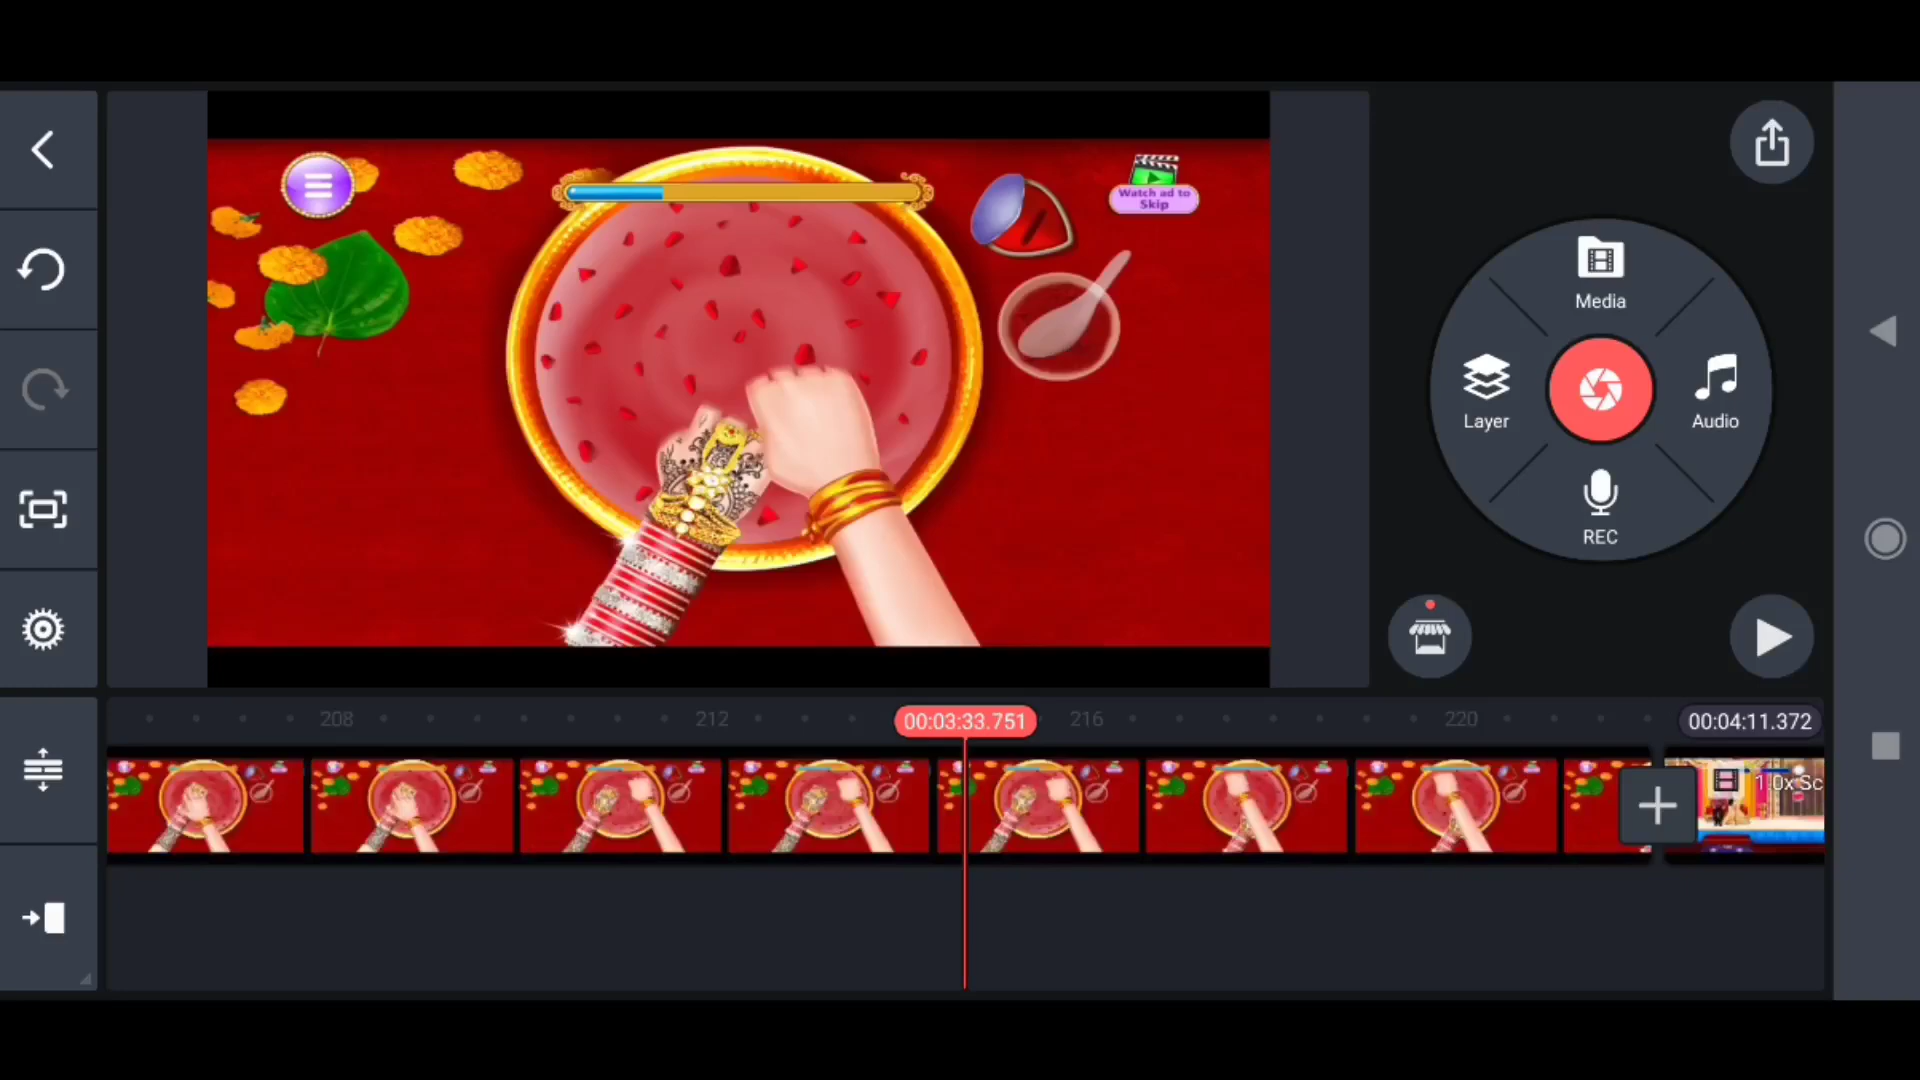 Watch ad to
Skip
Media
Layer
Audio
REC
208
212
00:03:33.751
216
220
00:04:11.372
1.0x Sc